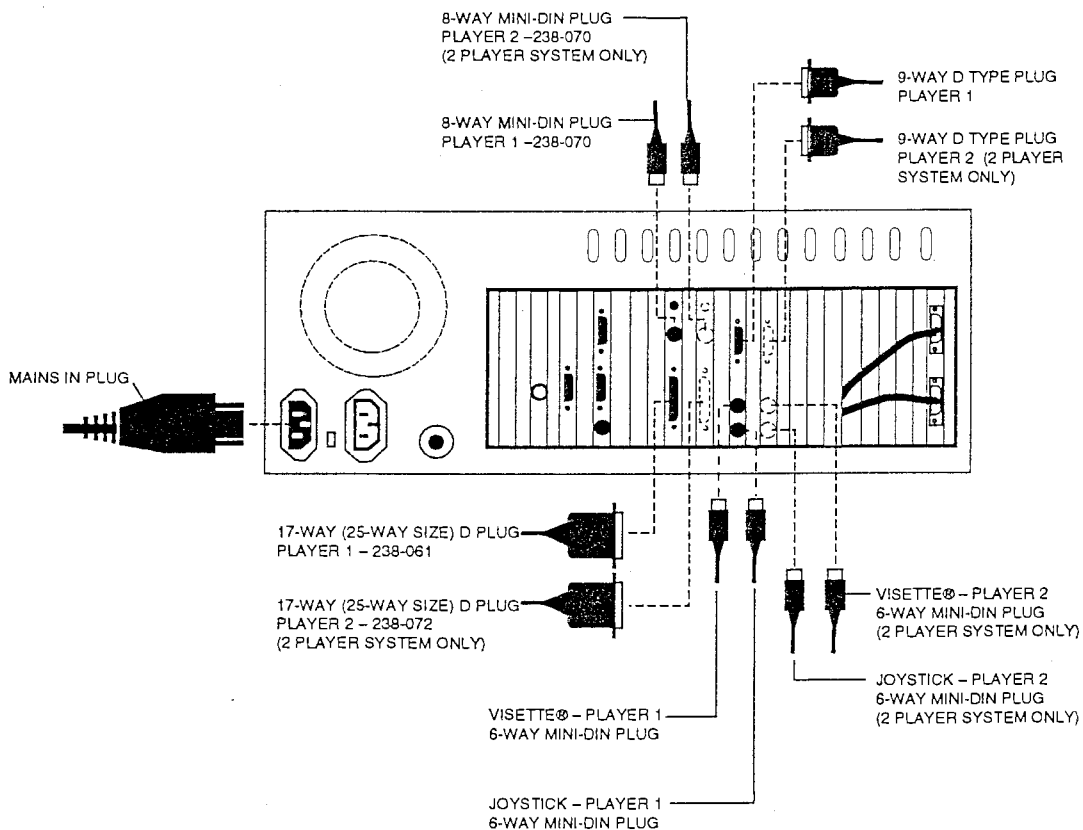 8-WAY MINI-DIN PLUG
PLAYER 2 –238-070
(2 PLAYER SYSTEM ONLY)
8-WAY MINI-DIN PLUG
PLAYER 1 –238-070
9-WAY D TYPE PLUG
PLAYER 1
9-WAY D TYPE PLUG
PLAYER 2 (2 PLAYER
SYSTEM ONLY)
MAINS IN PLUG
17-WAY (25-WAY SIZE) D PLUG
PLAYER 1 – 238-061
17-WAY (25-WAY SIZE) D PLUG
PLAYER 2 – 238-072
(2 PLAYER SYSTEM ONLY)
VISETTE® – PLAYER 2
6-WAY MINI-DIN PLUG
(2 PLAYER SYSTEM ONLY)
JOYSTICK – PLAYER 2
6-WAY MINI-DIN PLUG
(2 PLAYER SYSTEM ONLY)
VISETTE® – PLAYER 1
6-WAY MINI-DIN PLUG
JOYSTICK – PLAYER 1
6-WAY MINI-DIN PLUG